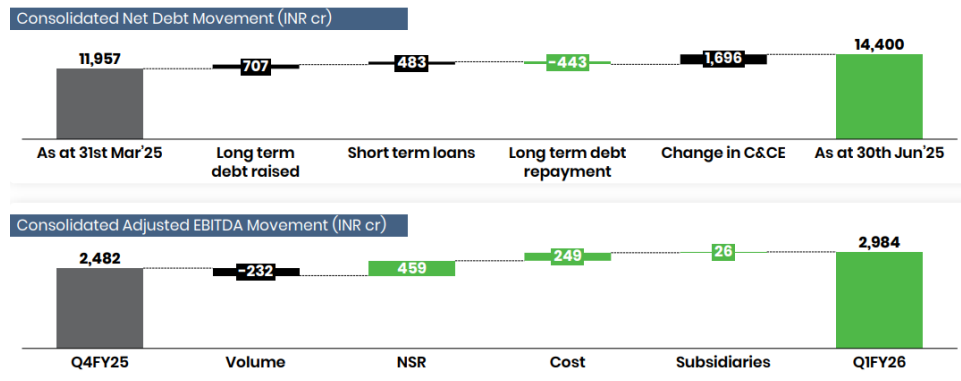 Consolidated Net Debt Movement (INR cr)
11,957
707
483
-443
1,696
14,400
As at 31st Mar'25
Long term
debt raised
Short term loans
Long term debt
repayment
Change in C&CE
As at 30th Jun'25
Consolidated Adjusted EBITDA Movement (INR cr)
2,482
-232
459
249
26
2,984
Q4FY25
Volume
NSR
Cost
Subsidiaries
Q1FY26